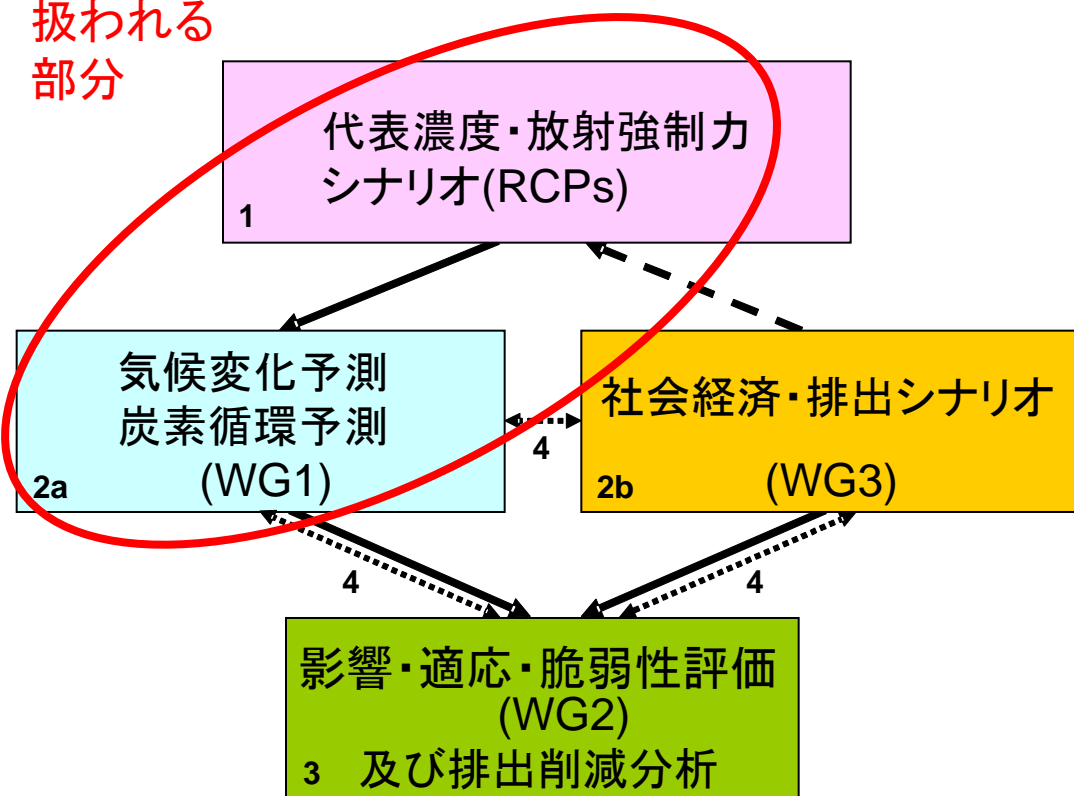 扱われる
部分
代表濃度・放射強制力
シナリオ(RCPs)
1
気候変化予測
炭素循環予測
(WG1)
2a
4
社会経済・排出シナリオ
(WG3)
2b
4
4
影響・適応・脆弱性評価
(WG2)
3 及び排出削減分析